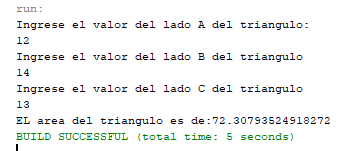 run:
Ingrese el valor del lado A del triangulo:
12
Ingrese el valor del lado B del triangulo
14
Ingrese el valor del lado C del triangulo
13
EL area del triangulo es de:72.30793524918272
BUILD SUCCESSFUL (total time: 5 seconds)